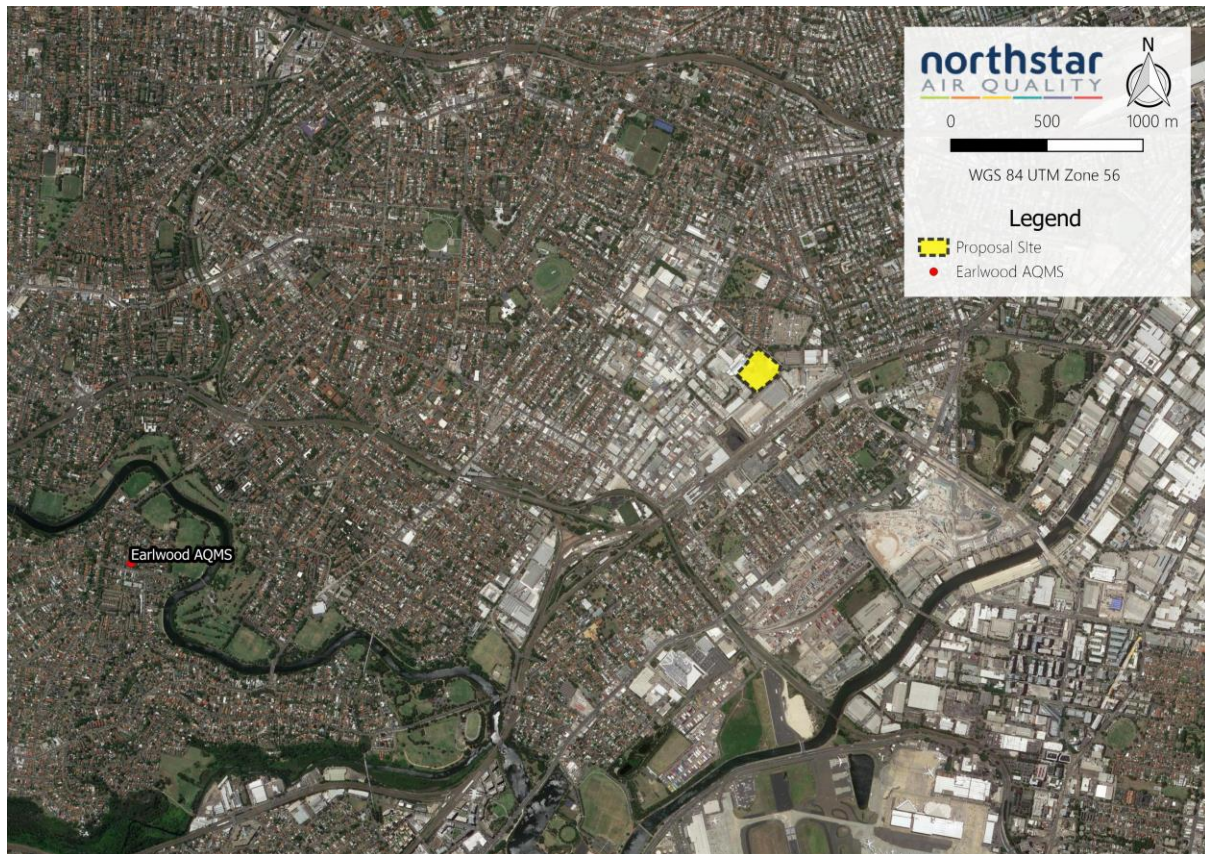 northstar
AIR QUALITY
N
0 500 1000 m
WGS 84 UTM Zone 56
Legend
Proposal Site
Earlwood AQMS
Earlwood AQMS